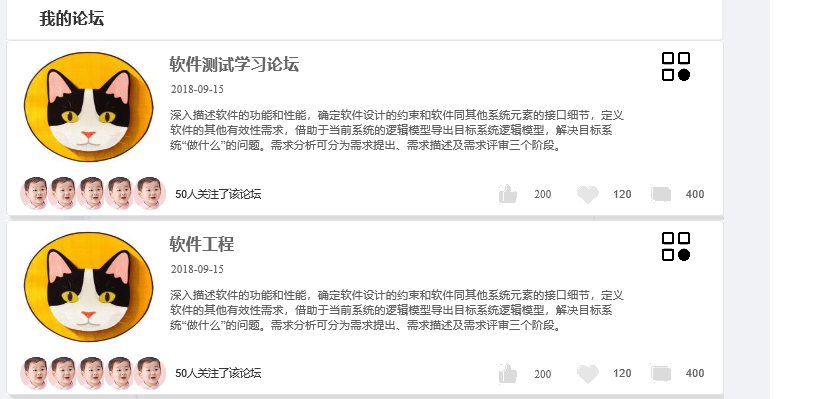 我的论坛
软件测试学习论坛
2018-09-15
深入描述软件的功能和性能，确定软件设计的约束和软件同其他系统元素的接口细节，定义
软件的其他有效性需求，借助于当前系统的逻辑模型导出目标系统逻辑模型，解决目标系
统“做什么”的问题。需求分析可分为需求提出、需求描述及需求评审三个阶段。
50人关注了该论坛 200 120 400
软件工程
2018-09-15
深入描述软件的功能和性能，确定软件设计的约束和软件同其他系统元素的接口细节，定义
软件的其他有效性需求，借助于当前系统的逻辑模型导出目标系统逻辑模型，解决目标系
统“做什么”的问题。需求分析可分为需求提出、需求描述及需求评审三个阶段。
50人关注了该论坛 200 120 400